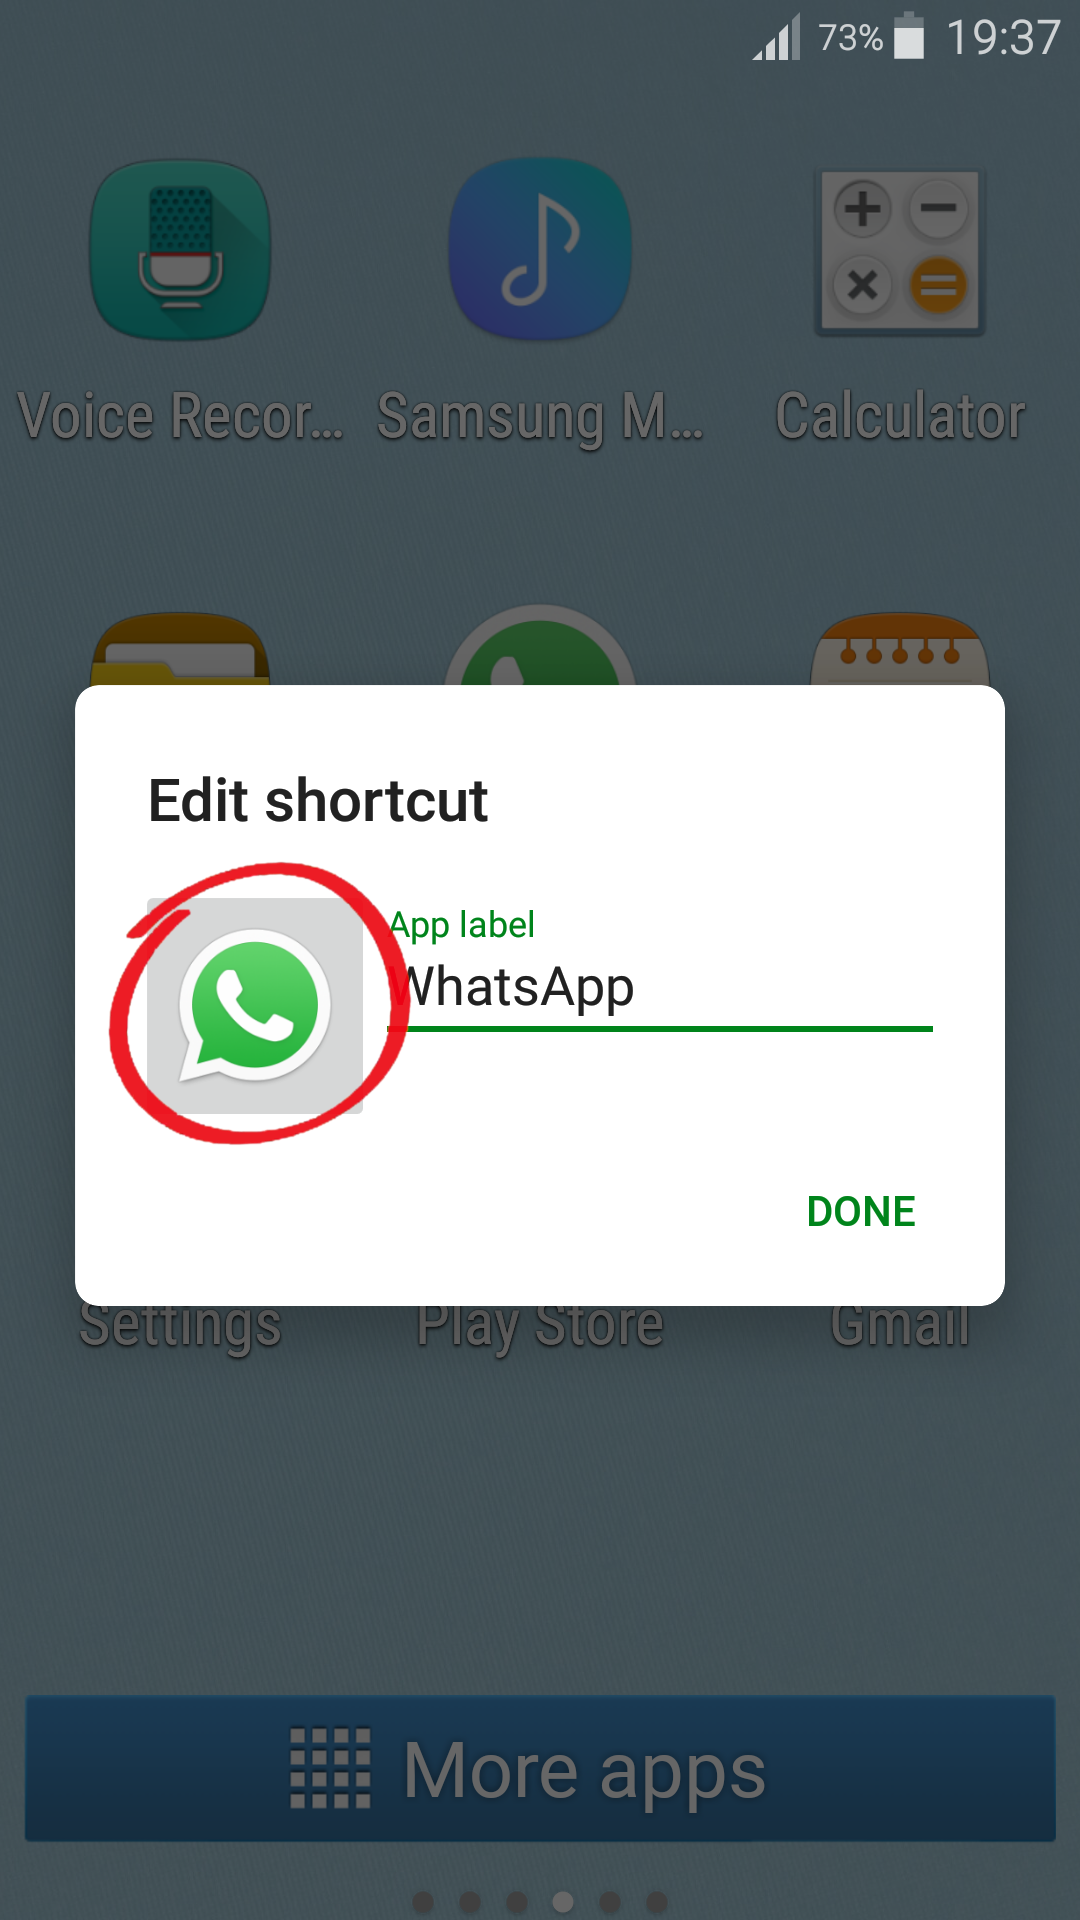 73% 19:37
Voice Recor... Samsung M... Calculator
Edit shortcut
App label
WhatsApp
DONE
Settings Play Store Gmail
More apps